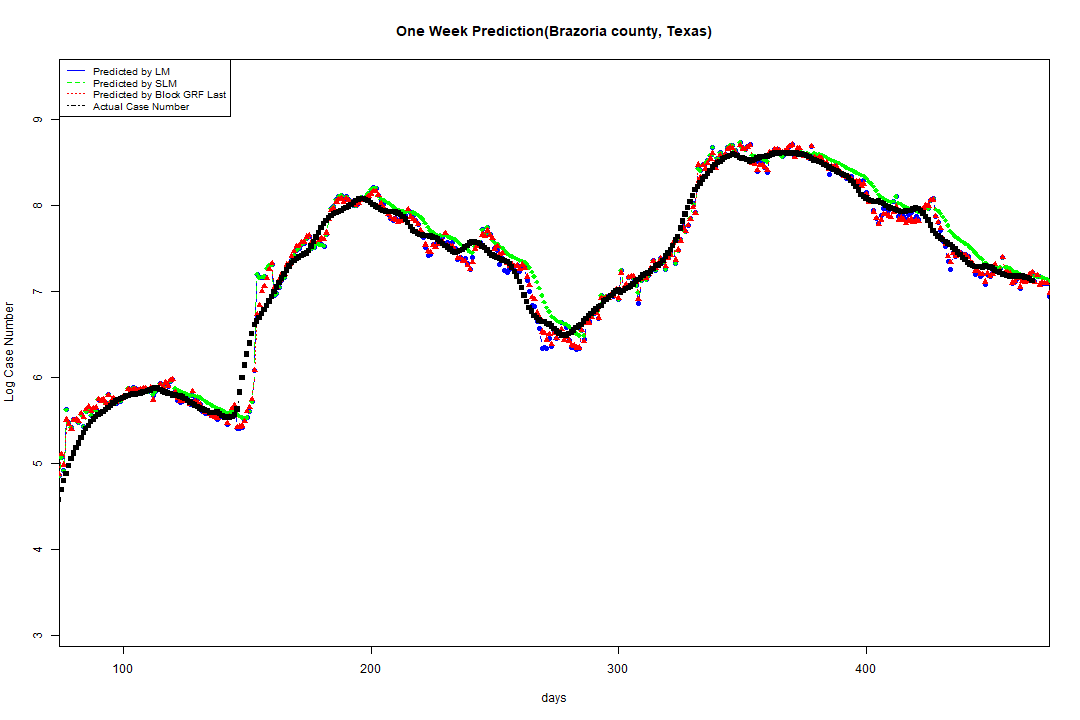 One Week Prediction(Brazoria county, Texas)
Predicted by LM
Predicted by SLM
Predicted by Block GRF Last
Actual Case Number
Log Case Number
9
8
7
6
5
4
3
100 200 300 400
days